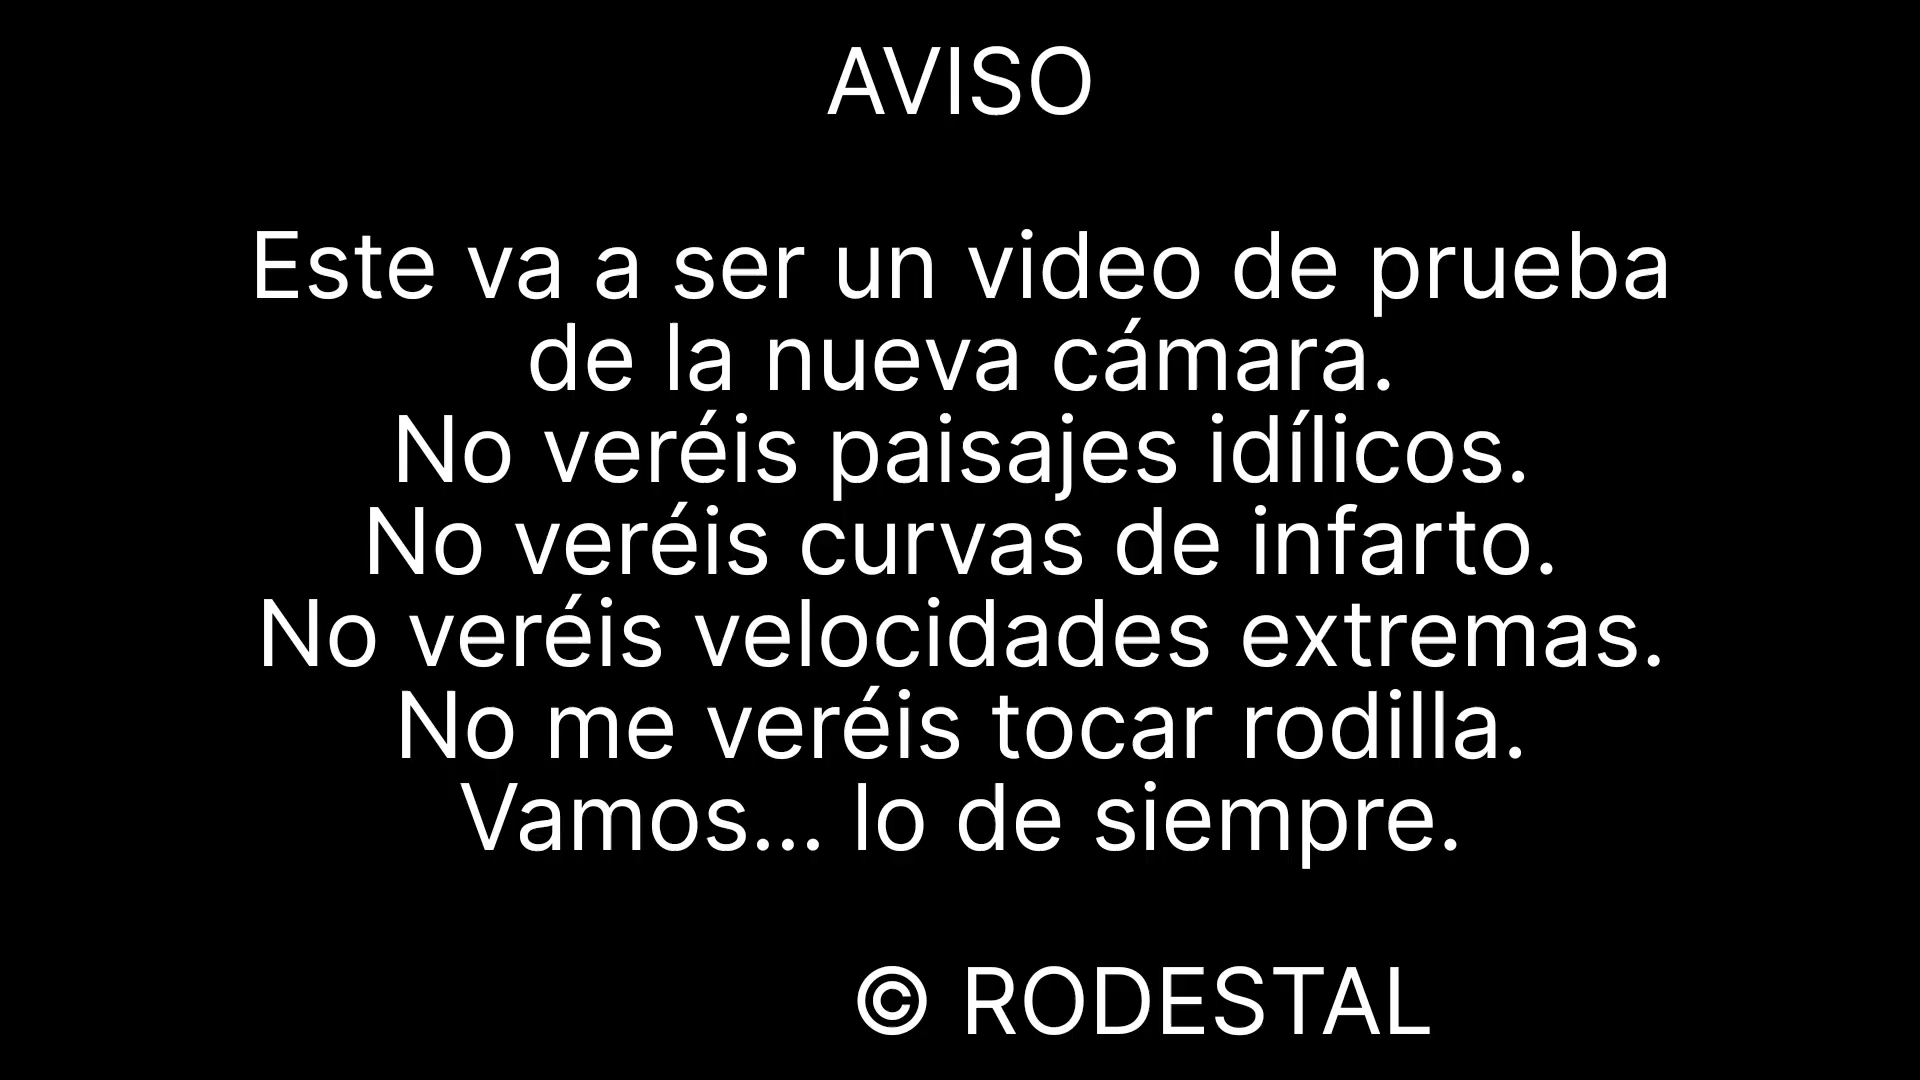 AVISO
Este va a ser un video de prueba
de la nueva cámara.
No veréis paisajes idílicos.
No veréis curvas de infarto.
No veréis velocidades extremas.
No me veréis tocar rodilla.
Vamos... lo de siempre.
© RODESTAL